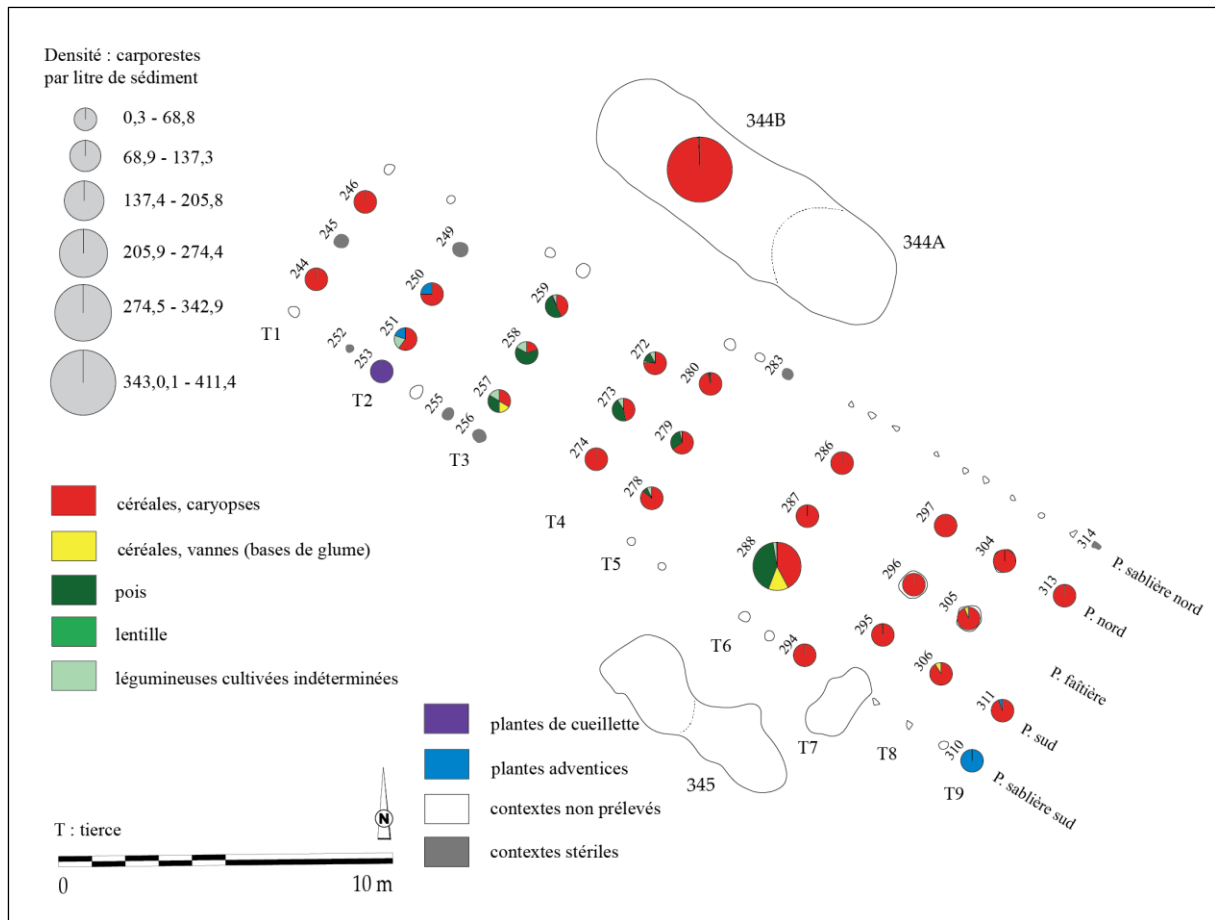 Densité : carporestes
par litre de sédiment
0,3 - 68,8
68,9 - 137,3
137,4 - 205,8
205,9 - 274,4
274,5 - 342,9
343,0,1 - 411,4
344B
344A
246
245
244
T1
249
250
251
252
253
T2
259
258
257
255
256
T3
272
273
274
T4
280
279
278
T5
283
286
287
288
T6
297
296
295
294
T7
304
305
306
T8
314
313
311
310
T9
P. sablière nord
P. nord
P. faîtière
P. sud
P. sablière sud
345
céréales, caryopses
céréales, vannes (bases de glume)
pois
lentille
légumineuses cultivées indéterminées
plantes de cueillette
plantes adventices
contextes non prélevés
contextes stériles
N
T : tierce
0
10 m